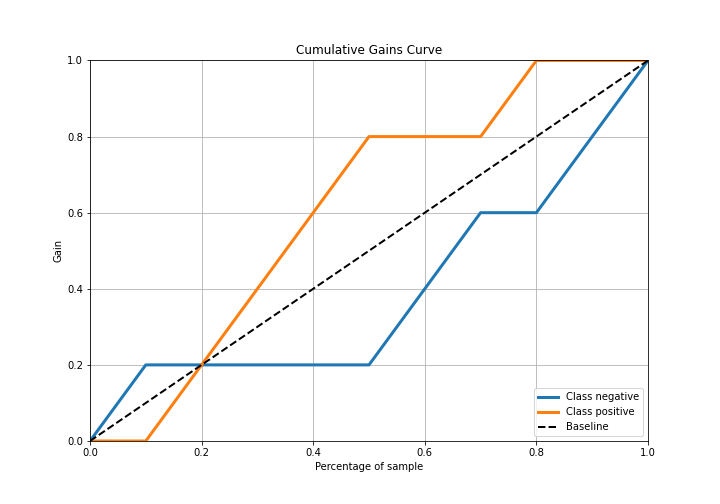 Cumulative Gains Curve
1.0
0.8
0.6
0.4
0.2
0.0
Gain
0.0 0.2 0.4 0.6 0.8 1.0
Percentage of sample
Class negative
Class positive
Baseline